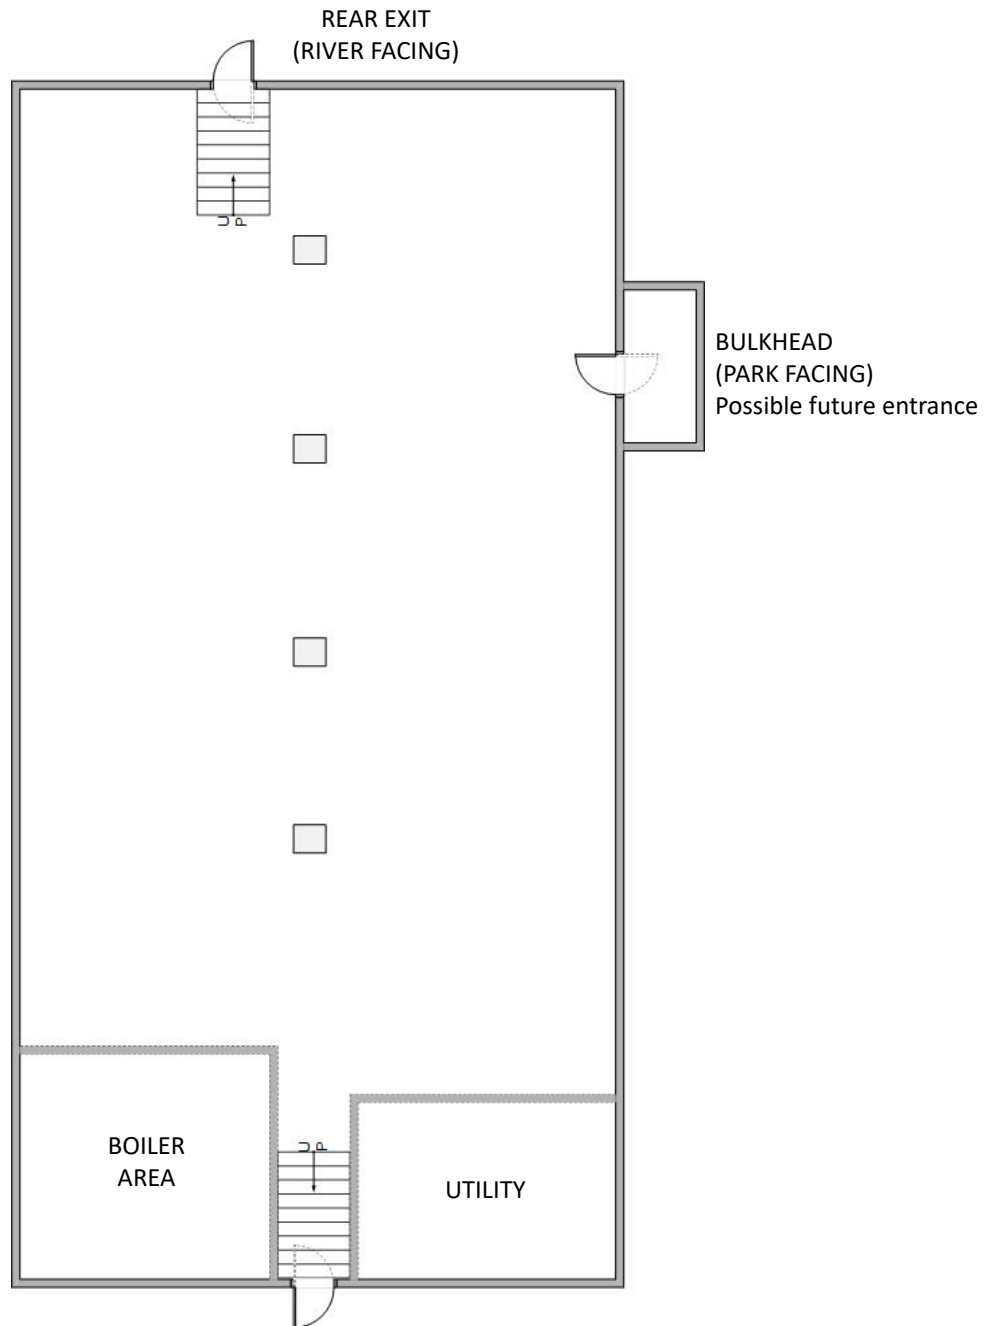 REAR EXIT
(RIVER FACING)
UP
BULKHEAD
(PARK FACING)
Possible future entrance
BOILER
AREA
UP
UTILITY